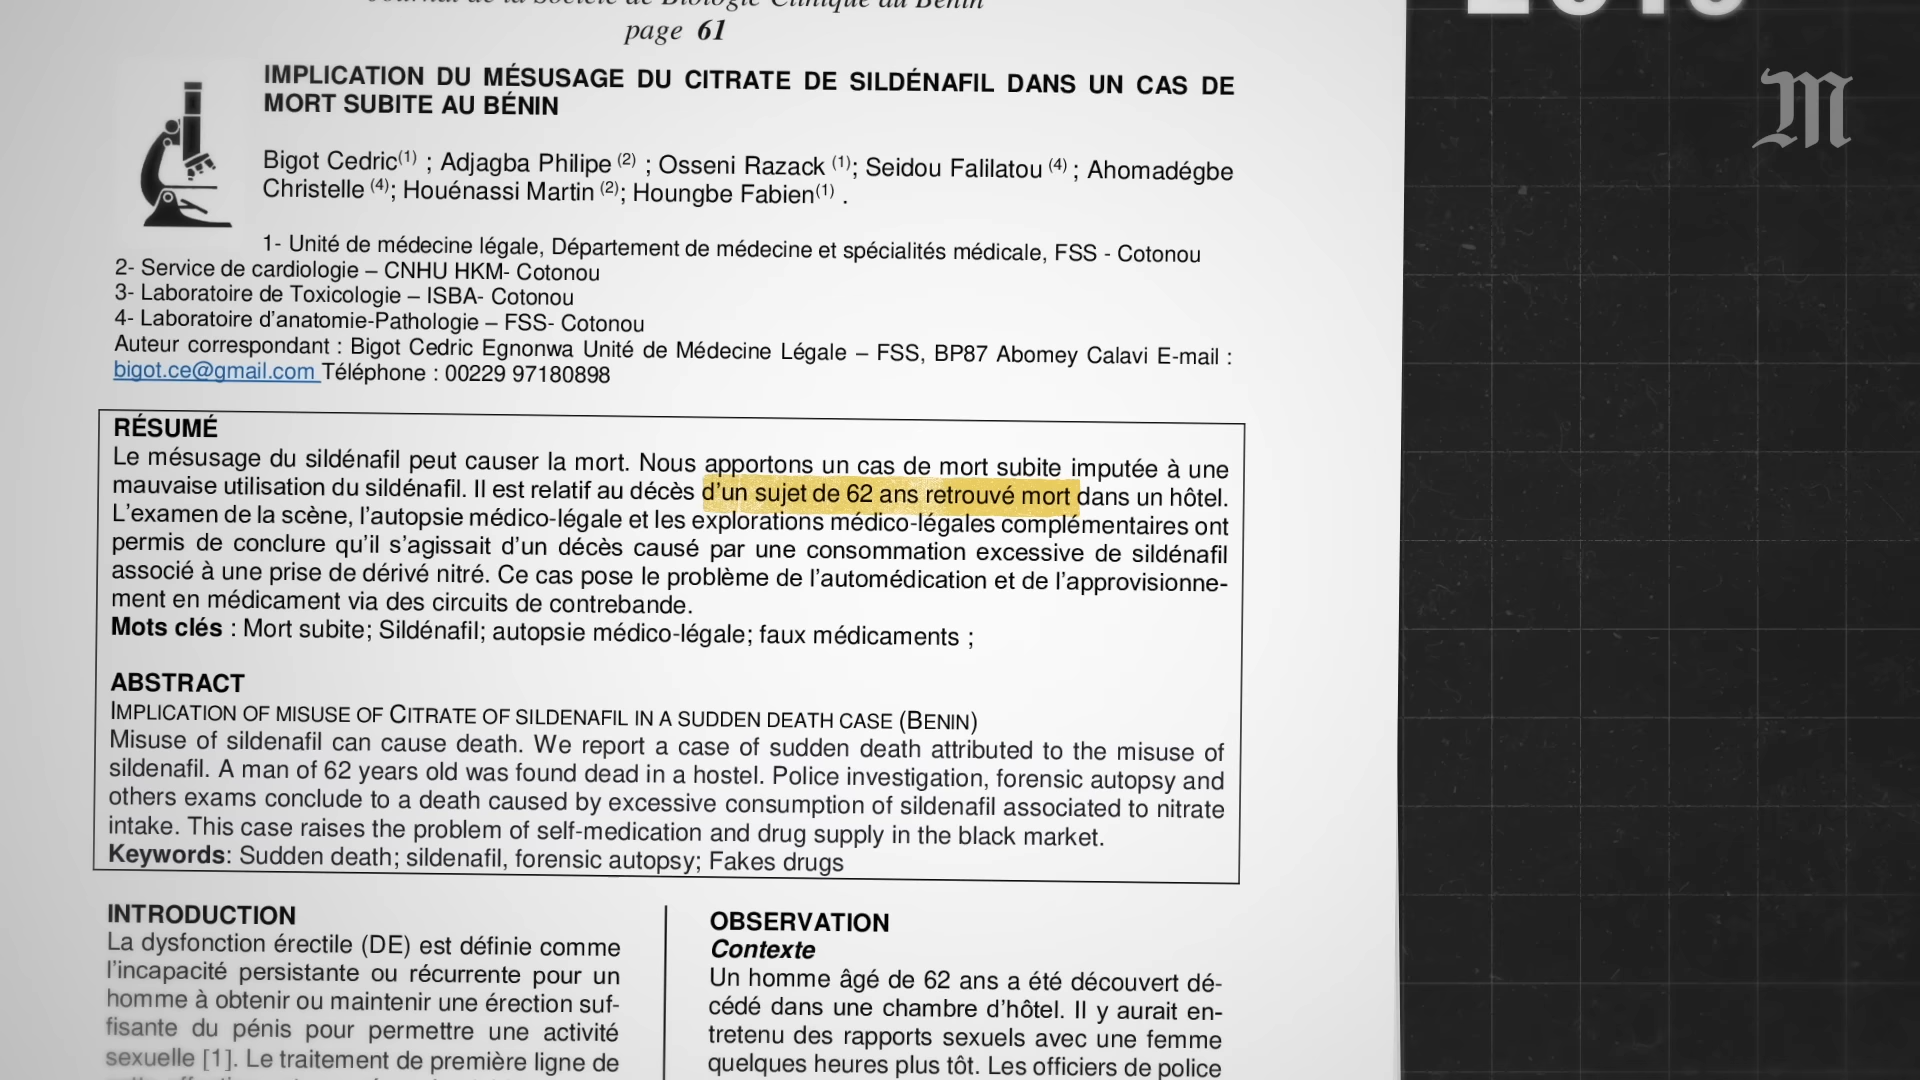 Journal de la Société de Biologie Clinique du Bénin
page 61
IMPLICATION DU MÉSUSAGE DU CITRATE DE SILDÉNAFIL DANS UN CAS DE
MORT SUBITE AU BÉNIN
Bigot Cedric(1) ; Adjagba Philipe (2) ; Osseni Razack (1); Seidou Falilatou (4) ; Ahomadégbe
Christelle (4); Houénassi Martin (2); Houngbe Fabien(1) .
1- Unité de médecine légale, Département de médecine et spécialités médicale, FSS - Cotonou
2- Service de cardiologie – CNHU HKM- Cotonou
3- Laboratoire de Toxicologie – ISBA- Cotonou
4- Laboratoire d’anatomie-Pathologie – FSS- Cotonou
Auteur correspondant : Bigot Cedric Egnonwa Unité de Médecine Légale – FSS, BP87 Abomey Calavi E-mail :
bigot.ce@gmail.com Téléphone : 00229 97180898
RÉSUMÉ
Le mésusage du sildénafil peut causer la mort. Nous apportons un cas de mort subite imputée à une
mauvaise utilisation du sildénafil. Il est relatif au décès d’un sujet de 62 ans retrouvé mort dans un hôtel.
L’examen de la scène, l’autopsie médico-légale et les explorations médico-légales complémentaires ont
permis de conclure qu’il s’agissait d’un décès causé par une consommation excessive de sildénafil
associé à une prise de dérivé nitré. Ce cas pose le problème de l’automédication et de l’approvisionne-
ment en médicament via des circuits de contrebande.
Mots clés : Mort subite; Sildénafil; autopsie médico-légale; faux médicaments ;
ABSTRACT
IMPLICATION OF MISUSE OF CITRATE OF SILDENAFIL IN A SUDDEN DEATH CASE (BENIN)
Misuse of sildenafil can cause death. We report a case of sudden death attributed to the misuse of
sildenafil. A man of 62 years old was found dead in a hostel. Police investigation, forensic autopsy and
others exams conclude to a death caused by excessive consumption of sildenafil associated to nitrate
intake. This case raises the problem of self-medication and drug supply in the black market.
Keywords: Sudden death; sildenafil, forensic autopsy; Fakes drugs
INTRODUCTION
La dysfonction érectile (DE) est définie comme
l’incapacité persistante ou récurrente pour un
homme à obtenir ou maintenir une érection suf-
fisante du pénis pour permettre une activité
sexuelle [1]. Le traitement de première ligne de
OBSERVATION
Contexte
Un homme âgé de 62 ans a été découvert dé-
cédé dans une chambre d’hôtel. Il y aurait en-
tretenu des rapports sexuels avec une femme
quelques heures plus tôt. Les officiers de police
M